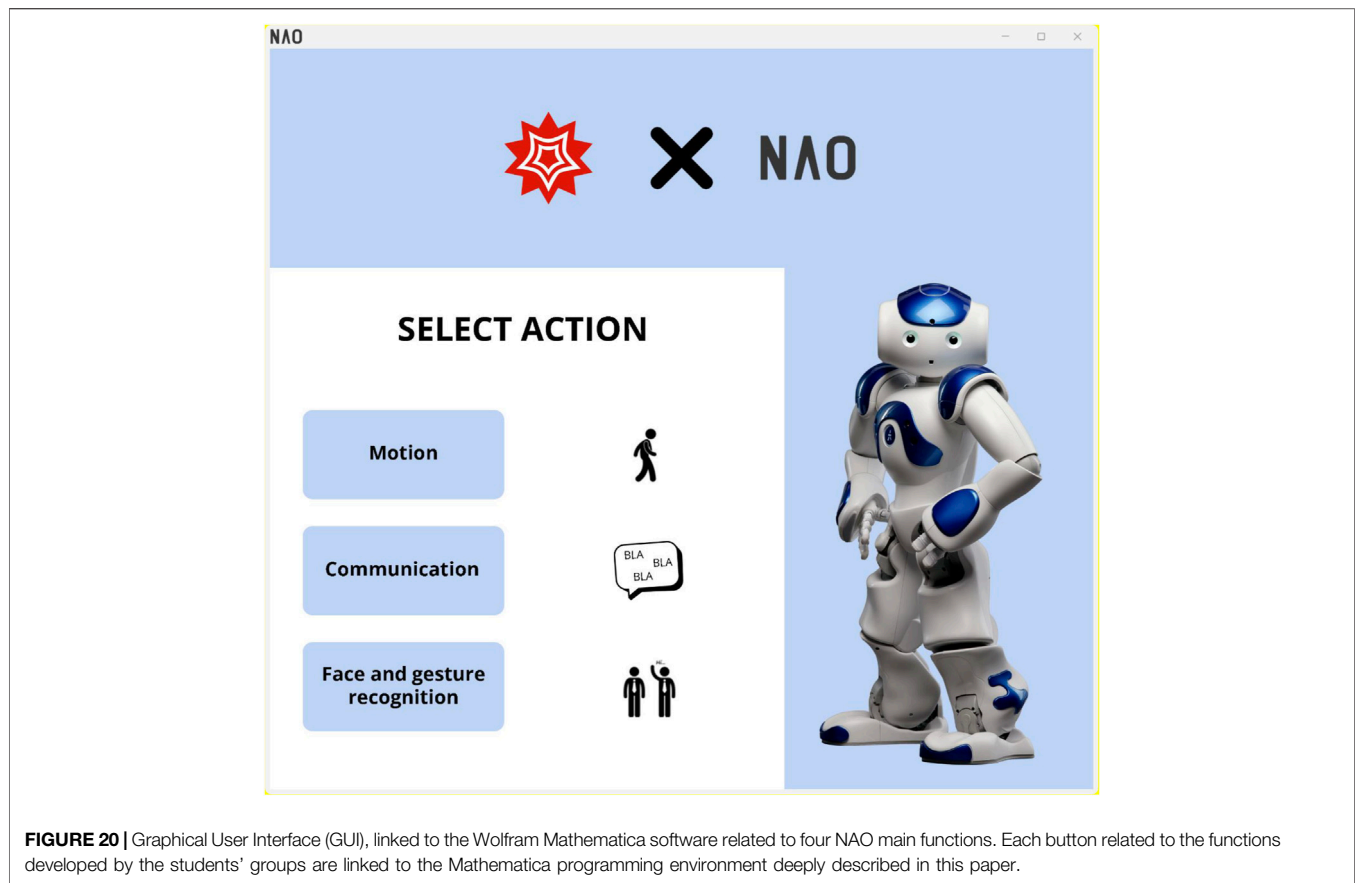 NAO
NAO
SELECT ACTION
Motion
Communication
BLA
BLA
BLA
Face and gesture
recognition
Hi...
FIGURE 20 | Graphical User Interface (GUI), linked to the Wolfram Mathematica software related to four NAO main functions. Each button related to the functions
developed by the students' groups are linked to the Mathematica programming environment deeply described in this paper.